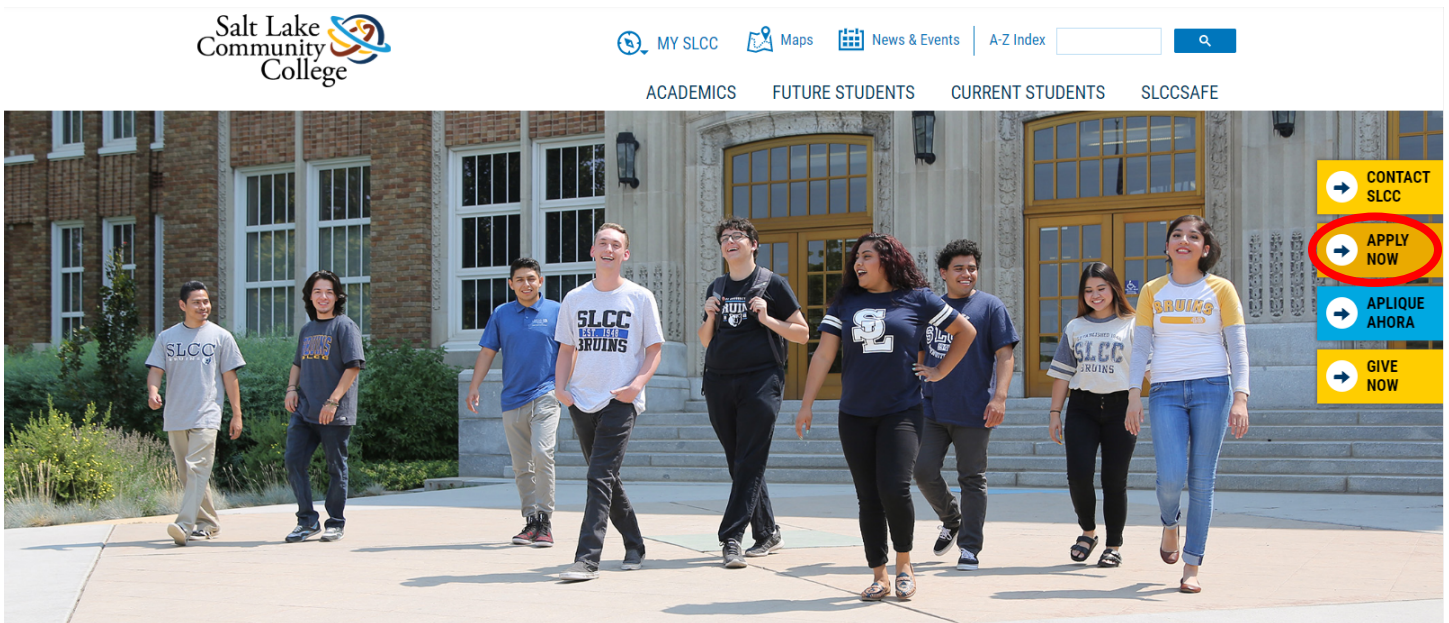 Salt Lake
Community
College
MY SLCC
Maps
News & Events
A-Z Index
ACADEMICS
FUTURE STUDENTS
CURRENT STUDENTS
SLCCSAFE
CONTACT
SLCC
APPLY
NOW
APLIQUE
AHORA
GIVE
NOW
SLCC
BRUINS
SLCC
EST. 1948
BRUINS
SL
SLCC
BRUINS
BRUINS